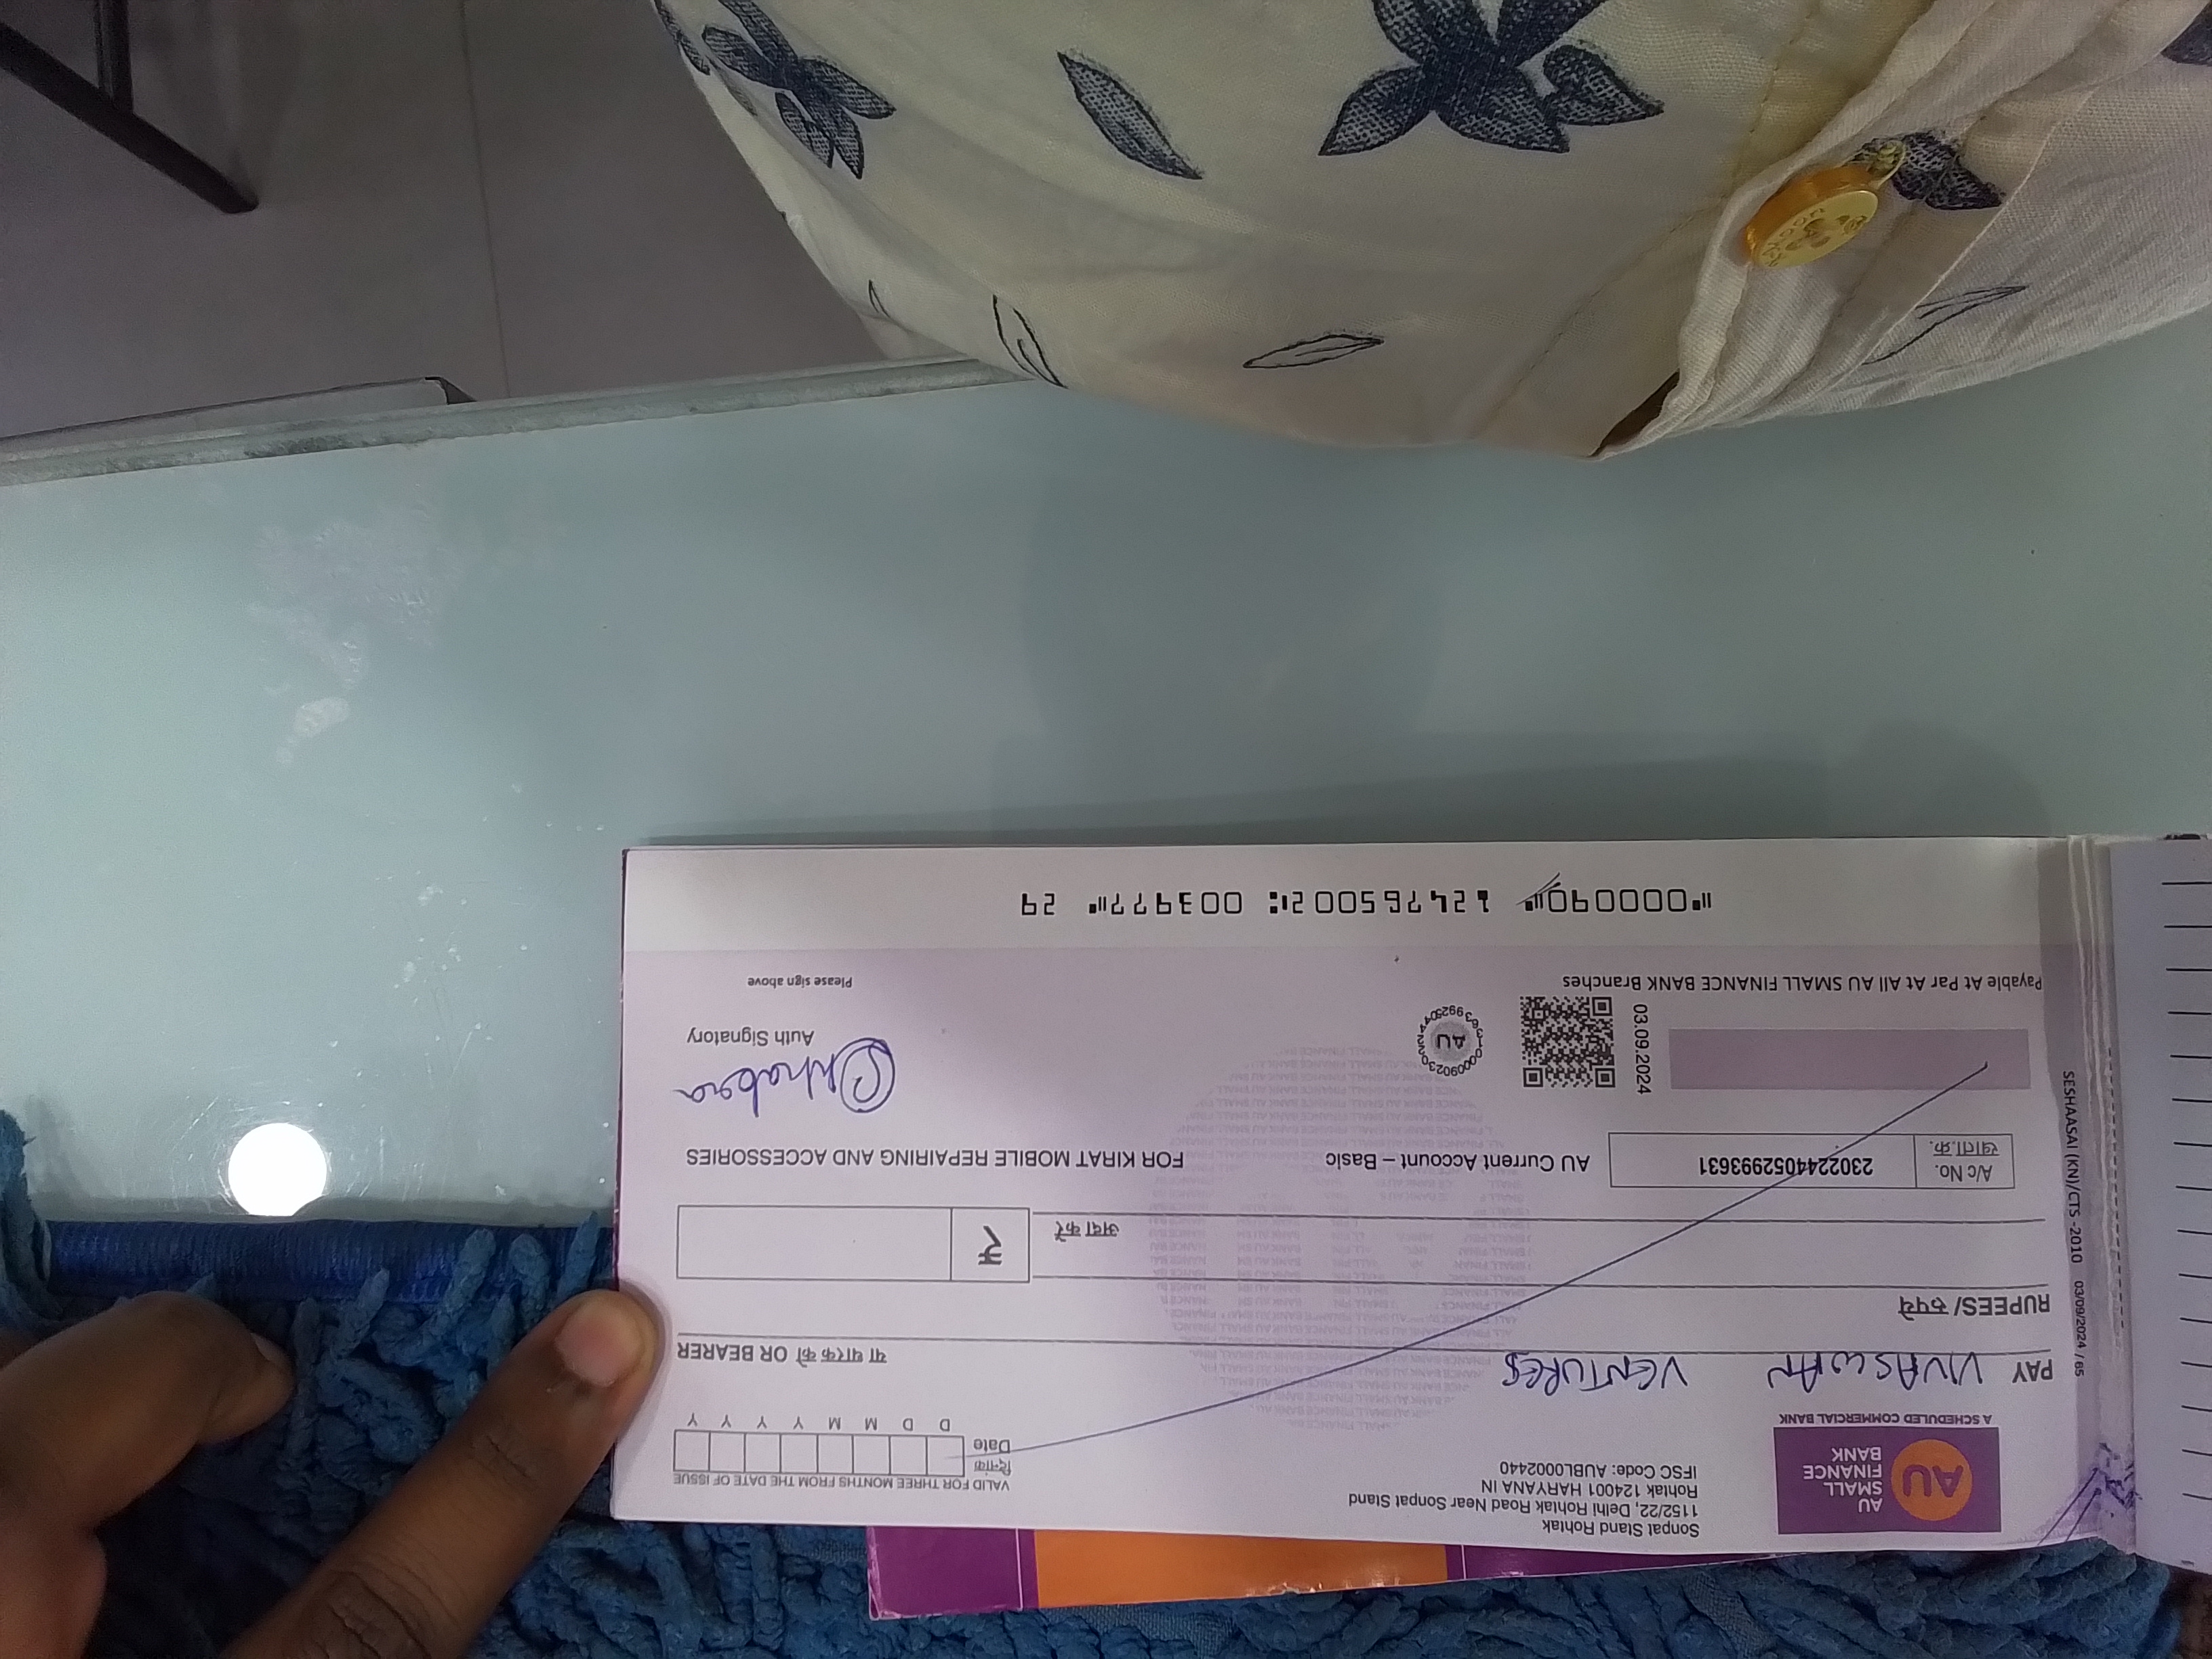 AU
AU
SMALL
FINANCE
BANK
A SCHEDULED COMMERCIAL BANK
Sonpat Stand Rohtak
1152/22, Delhi Rohtak Road Near Sonpat Stand
Rohtak 124001 HARYANA IN
IFSC Code: AUBL0002440
VALID FOR THREE MONTHS FROM THE DATE OF ISSUE
दिनांक
Date
D D M M Y Y Y Y
PAY VIVASWAN VENTURES
या धारक को OR BEARER
RUPEES/ रुपये
अदा करें ₹
A/c No.
खाता.क्र.
2302244052993631
AU Current Account – Basic
FOR KIRAT MOBILE REPAIRING AND ACCESSORIES
03.09.2024
AU
Chhabra
Auth Signatory
Please sign above
Payable At Par At All AU SMALL FINANCE BANK Branches
SESHAASAI (KN)/CTS -2010 03/09/2024 / 65
⑈000090⑈ 124765002⑆ 003977⑈ 29